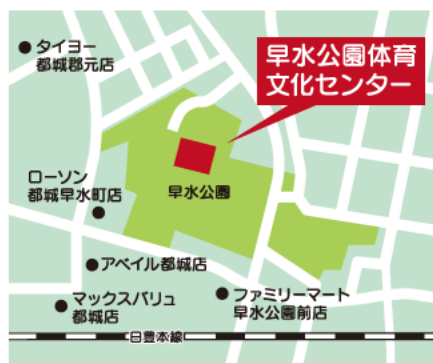 タイヨー
都城郡元店
早水公園体育
文化センター
早水公園
ローソン
都城早水町店
アベイル都城店
マックスバリュ
都城店
ファミリーマート
早水公園前店
日豊本線